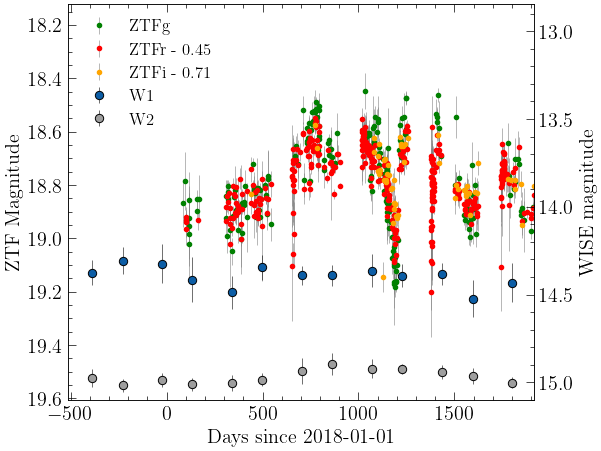 ZTFg
ZTFr - 0.45
ZTFi - 0.71
W1
W2
18.2
18.4
18.6
18.8
19.0
19.2
19.4
19.6
ZTF Magnitude
13.0
13.5
14.0
14.5
15.0
WISE magnitude
−500 0 500 1000 1500
Days since 2018-01-01